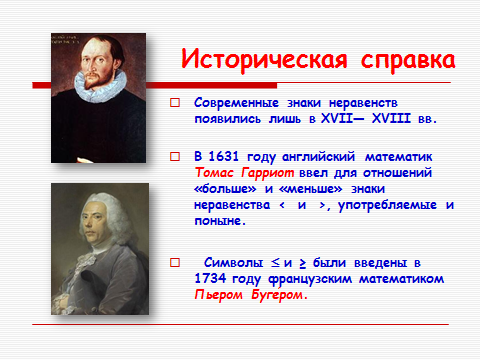 Историческая справка
Современные знаки неравенств
появились лишь в XVII— XVIII вв.
В 1631 году английский математик
Томас Гарриот ввел для отношений
«больше» и «меньше» знаки
неравенства < и >, употребляемые и
поныне.
Символы ≤ и ≥ были введены в
1734 году французским математиком
Пьером Бугером.